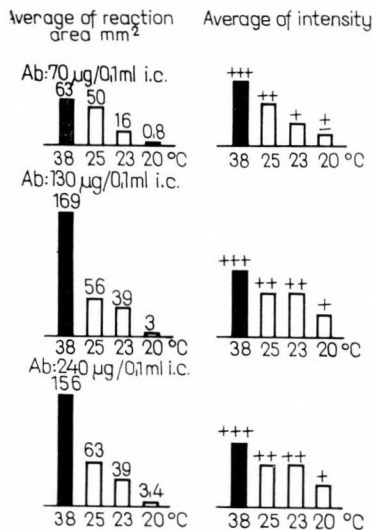 Average of reaction
area mm²
Average of intensity
Ab:70 µg/0,1ml i.c.
63 50 16 0,8
38 25 23 20 °C
+++ ++ + ±
38 25 23 20 °C
Ab:130 µg/0,1ml i.c.
169 56 39 3
38 25 23 20 °C
+++ ++ ++ +
38 25 23 20 °C
Ab:240 µg/0,1ml i.c.
156 63 39 3,4
38 25 23 20 °C
+++ ++ ++ +
38 25 23 20 °C